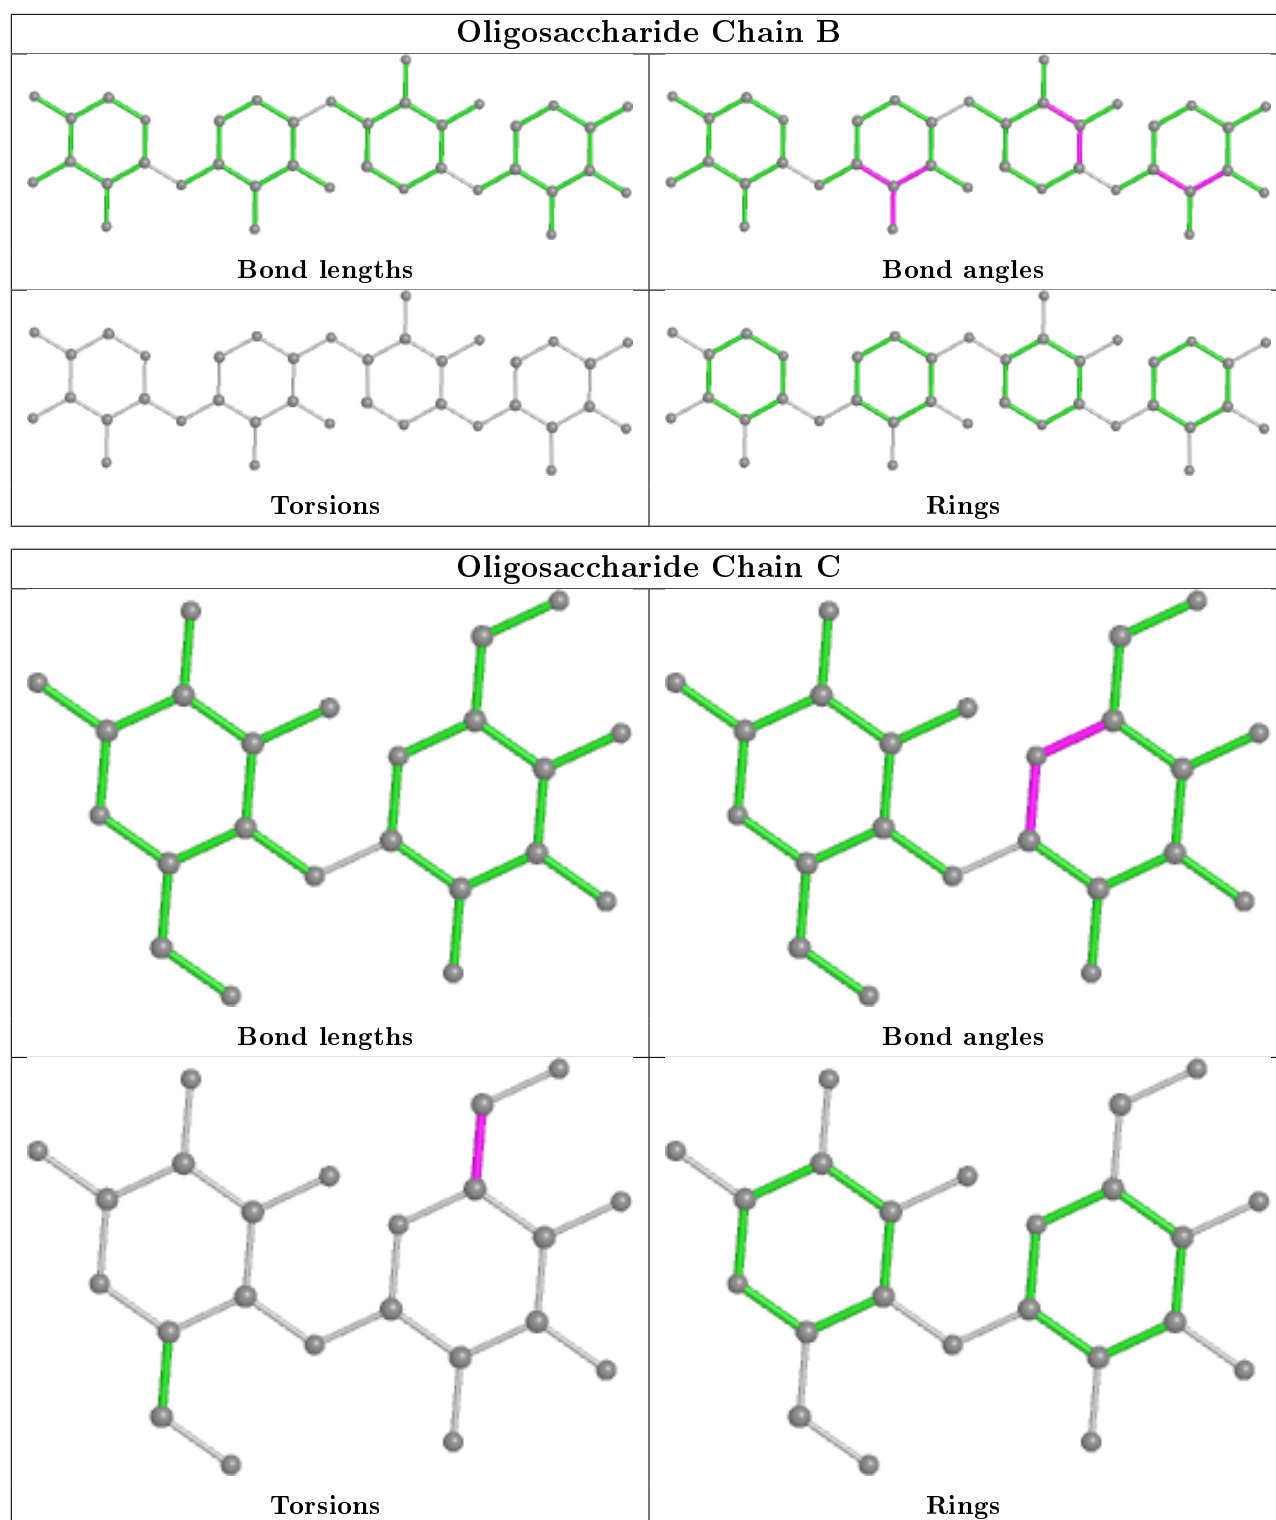 Oligosaccharide Chain B
Bond lengths
Bond angles
Torsions
Rings
Oligosaccharide Chain C
Bond lengths
Bond angles
Torsions
Rings